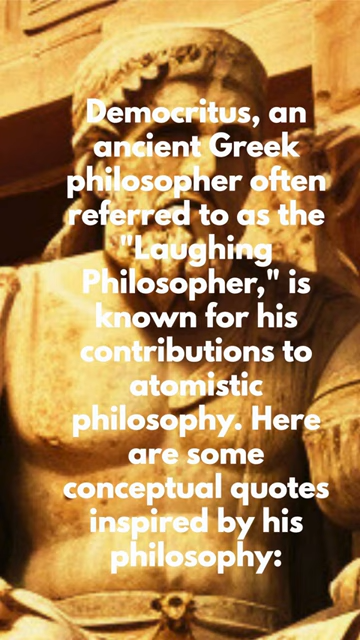 Democritus, an
ancient Greek
philosopher often
referred to as the
"Laughing
Philosopher," is
known for his
contributions to
atomistic
philosophy. Here
are some
conceptual quotes
inspired by his
philosophy: